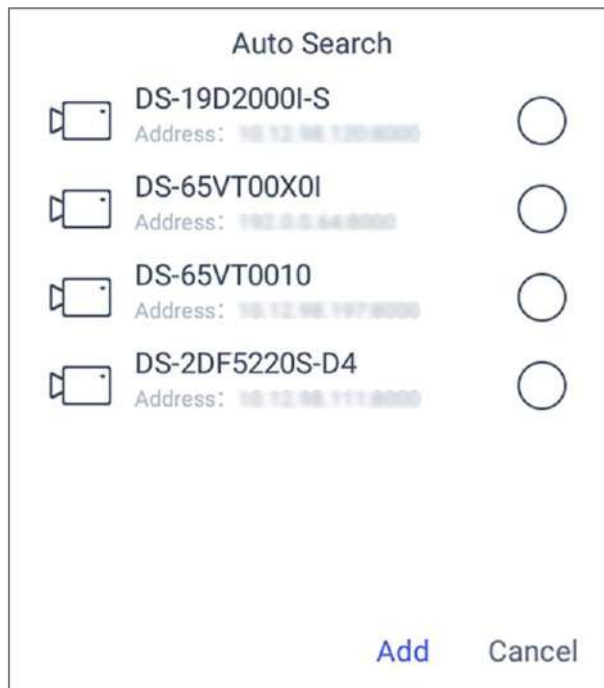 Auto Search
DS-19D2000I-S
Address:
DS-65VT00X0I
Address:
DS-65VT0010
Address:
DS-2DF5220S-D4
Address:
Add Cancel